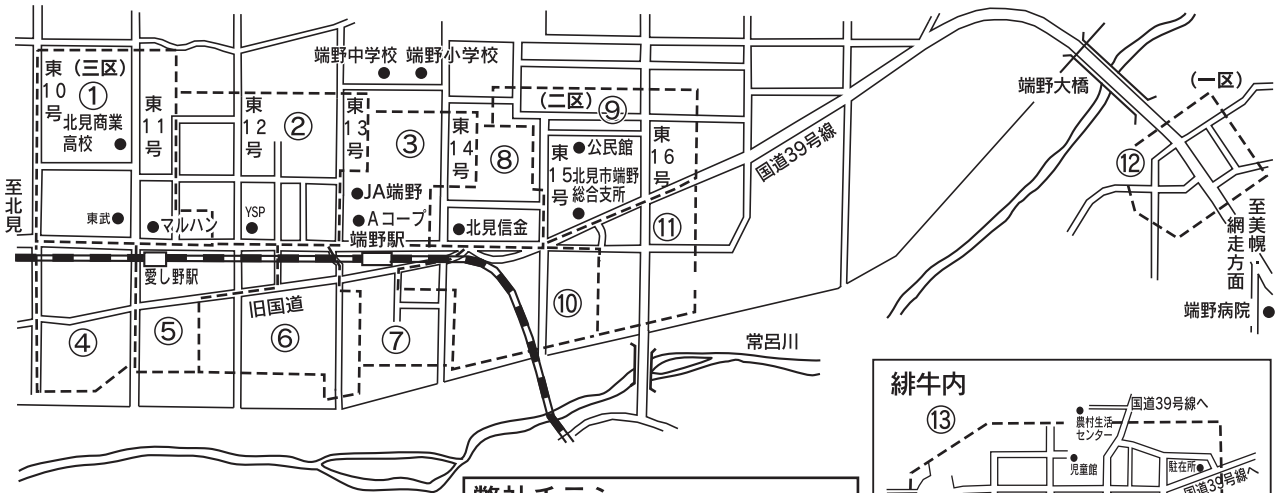 東10号
（三区）
①
北見商業
高校
至北見
東武
東11号
マルハン
愛し野駅
東12号
②
YSP
端野中学校
端野小学校
東13号
③
JA端野
Aコープ
端野駅
東14号
⑧
北見信金
（二区）
⑨
東15号
公民館
北見市端野
総合支所
東16号
⑪
国道39号線
端野大橋
（一区）
⑫
至美幌・
網走方面
端野病院
旧国道
④
⑤
⑥
⑦
⑩
常呂川
緋牛内
⑬
国道39号線へ
農村生活
センター
児童館
駐在所
国道39号線へ